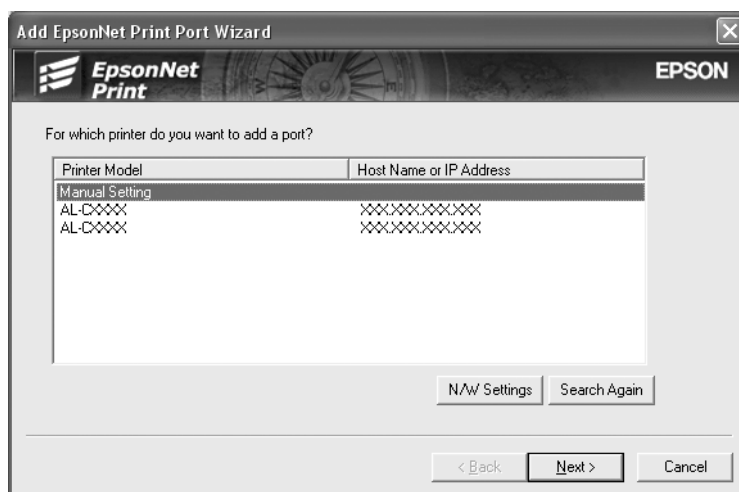 Add EpsonNet Print Port Wizard
EpsonNet
Print
EPSON
For which printer do you want to add a port?
Printer Model Host Name or IP Address
Manual Setting
AL-CXXXX XXX.XXX.XXX.XXX
AL-CXXXX XXX.XXX.XXX.XXX
N/W Settings Search Again
< Back Next > Cancel